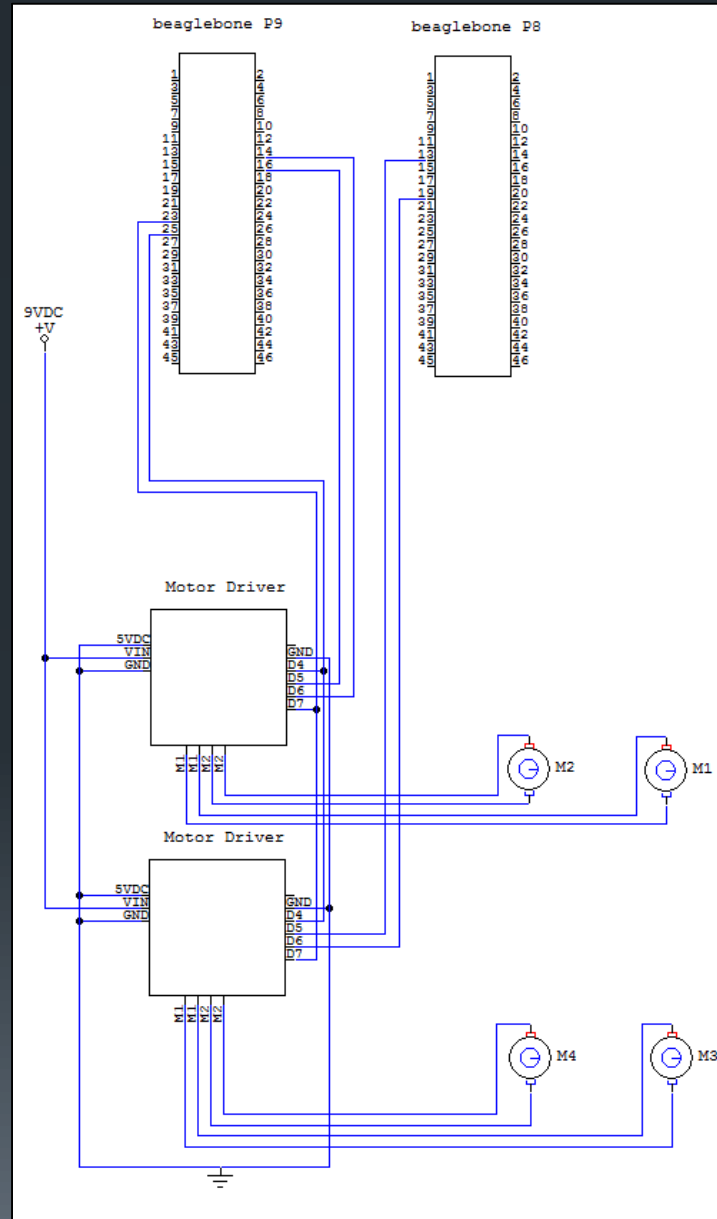 beaglebone P9
1 2
3 4
5 6
7 8
9 10
11 12
13 14
15 16
17 18
19 20
21 22
23 24
25 26
27 28
29 30
31 32
33 34
35 36
37 38
39 40
41 42
43 44
45 46
beaglebone P8
1 2
3 4
5 6
7 8
9 10
11 12
13 14
15 16
17 18
19 20
21 22
23 24
25 26
27 28
29 30
31 32
33 34
35 36
37 38
39 40
41 42
43 44
45 46
9VDC
+V
Motor Driver
5VDC
VIN
GND
GND
D4
D5
D6
D7
M1 M1 M2 M2
M2
M1
Motor Driver
5VDC
VIN
GND
GND
D4
D5
D6
D7
M1 M1 M2 M2
M4
M3